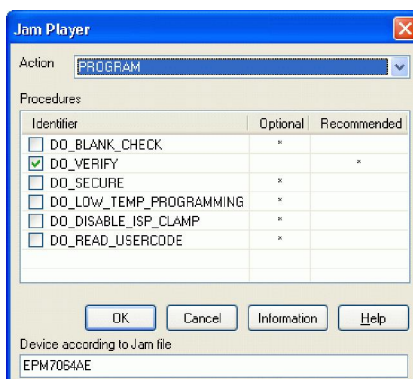 Jam Player
Action PROGRAM
Procedures
Identifier Optional Recommended
DO_BLANK_CHECK *
DO_VERIFY *
DO_SECURE *
DO_LOW_TEMP_PROGRAMMING *
DO_DISABLE_ISP_CLAMP *
DO_READ_USERCODE *
OK Cancel Information Help
Device according to Jam file
EPM7064AE